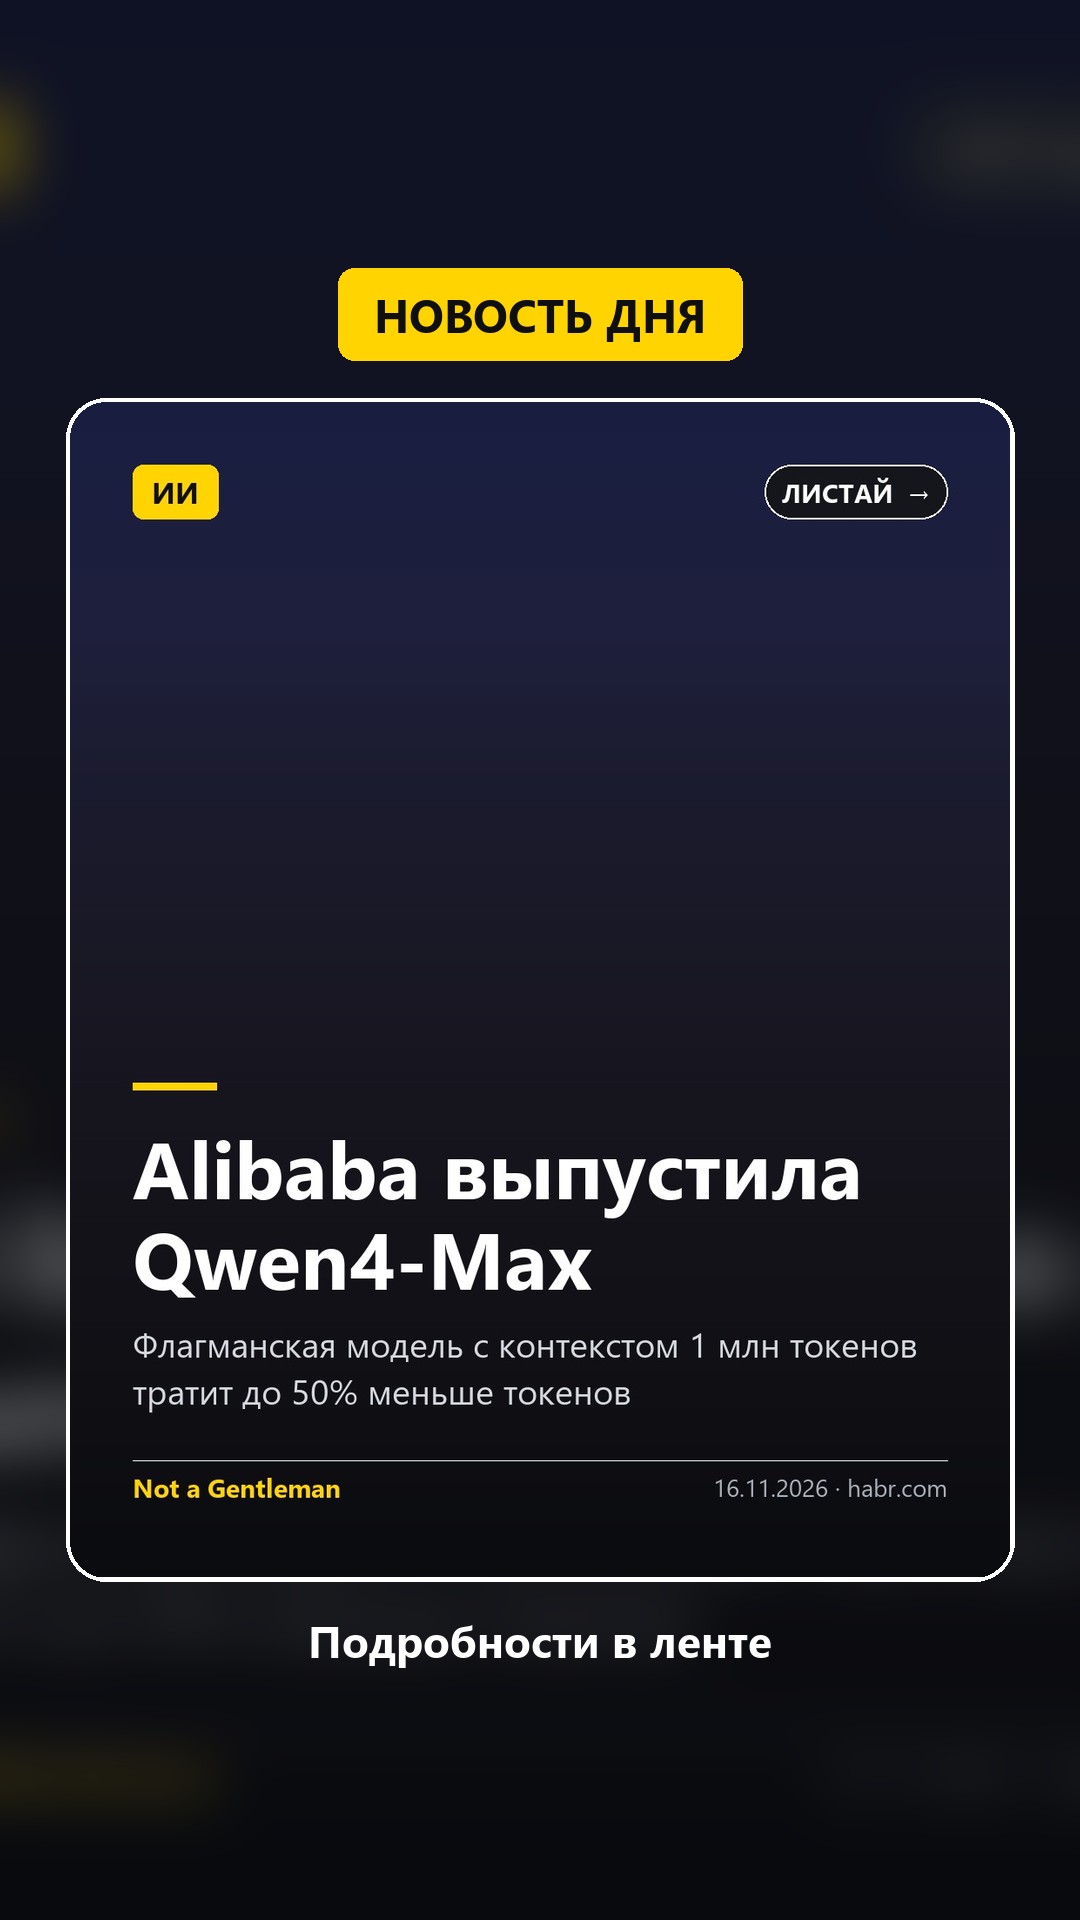 НОВОСТЬ ДНЯ
ИИ
ЛИСТАЙ →
Alibaba выпустила
Qwen4-Max
Флагманская модель с контекстом 1 млн токенов
тратит до 50% меньше токенов
Not a Gentleman
16.11.2026 · habr.com
Подробности в ленте